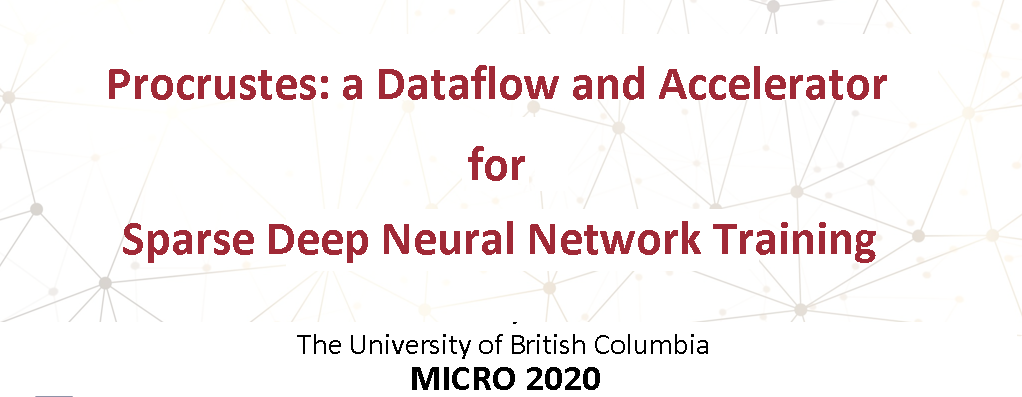 Procrustes: a Dataflow and Accelerator
for
Sparse Deep Neural Network Training
The University of British Columbia
MICRO 2020